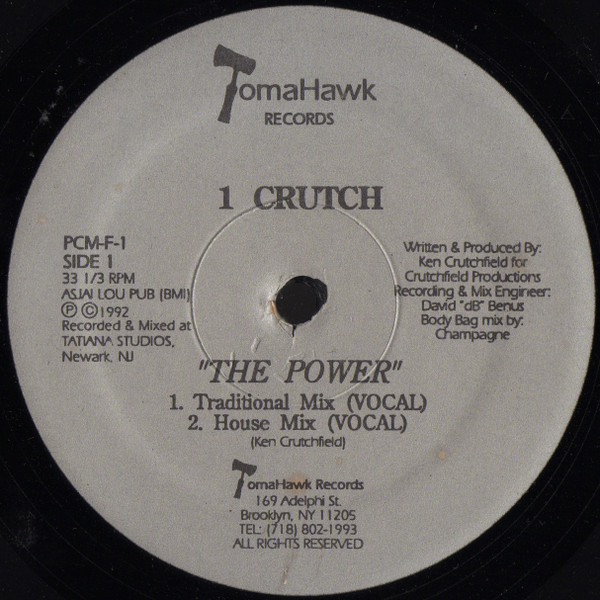 TomaHawk
RECORDS
1 CRUTCH
PCM-F-1
SIDE 1
33 1/3 RPM
ASJAI LOU PUB (BMI)
Ⓟ ©1992
Recorded & Mixed at
TATIANA STUDIOS,
Newark, NJ
Written & Produced By:
Ken Crutchfield for
Crutchfield Productions
Recording & Mix Engineer:
David "dB" Benus
Body Bag mix by:
Champagne
"THE POWER"
1. Traditional Mix (VOCAL)
2. House Mix (VOCAL)
(Ken Crutchfield)
TomaHawk Records
169 Adelphi St.
Brooklyn, NY 11205
TEL: (718) 802-1993
ALL RIGHTS RESERVED